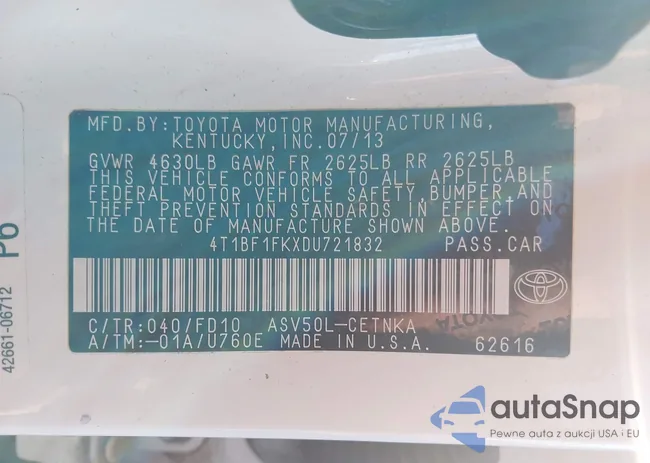 MFD.BY:TOYOTA MOTOR MANUFACTURING,
KENTUCKY,INC.07/13
GVWR 4630LB GAWR FR 2625LB RR 2625LB
THIS VEHICLE CONFORMS TO ALL APPLICABLE
FEDERAL MOTOR VEHICLE SAFETY,BUMPER,AND
THEFT PREVENTION STANDARDS IN EFFECT ON
THE DATE OF MANUFACTURE SHOWN ABOVE.
4T1BF1FKXDU721832 PASS.CAR
C/TR:040/FD10 ASV50L-CETNKA
A/TM:-01A/U760E MADE IN U.S.A. 62616
42661-06712
autaSnap
Pewne auta z aukcji USA i EU